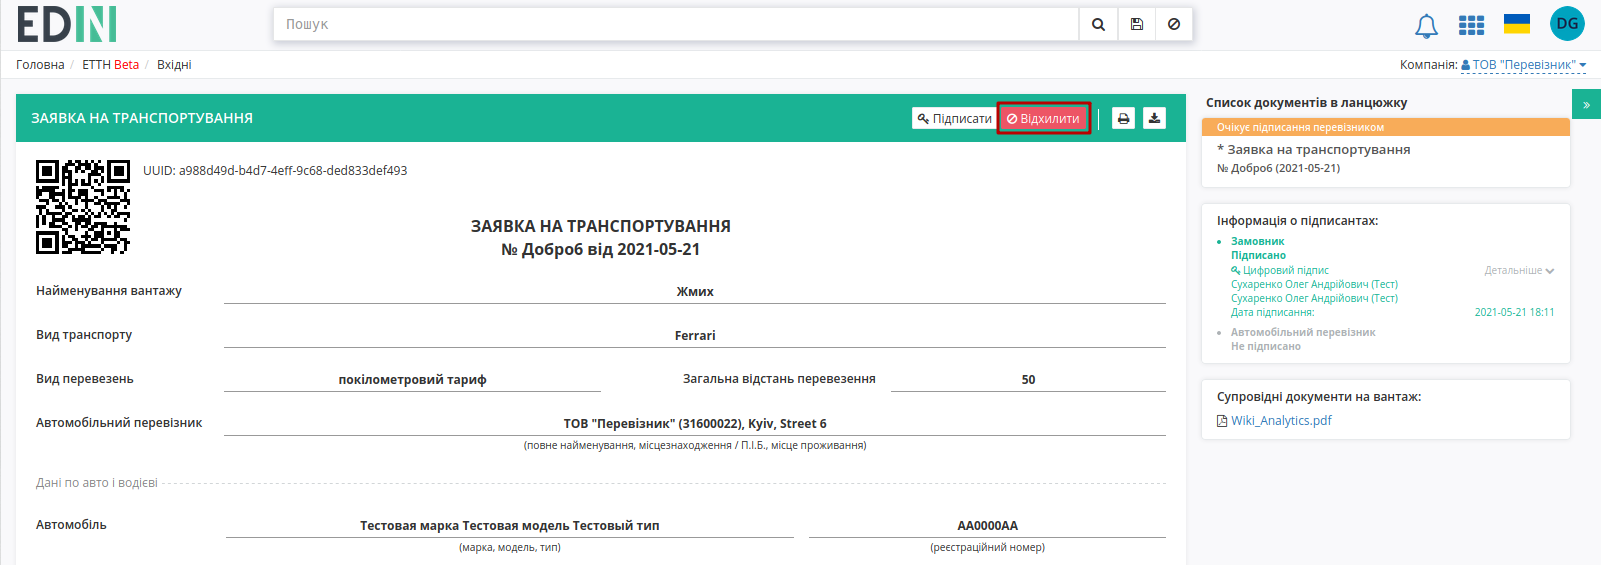 EDIN
Пошук
DG
Головна / ЕТТН Beta / Вхідні
Компанія: ТОВ "Перевізник"
ЗАЯВКА НА ТРАНСПОРТУВАННЯ
Підписати
Відхилити
UUID: a988d49d-b4d7-4eff-9c68-ded833def493
ЗАЯВКА НА ТРАНСПОРТУВАННЯ
№ Добро6 від 2021-05-21
Найменування вантажу Жмих
Вид транспорту Ferrari
Вид перевезень покілометровий тариф Загальна відстань перевезення 50
Автомобільний перевізник ТОВ "Перевізник" (31600022), Kyiv, Street 6
(повне найменування, місцезнаходження / П.І.Б., місце проживання)
Дані по авто і водієві
Автомобіль Тестовая марка Тестовая модель Тестовый тип АА0000АА
(марка, модель, тип) (реєстраційний номер)
Список документів в ланцюжку
»
Очікує підписання перевізником
* Заявка на транспортування
№ Добро6 (2021-05-21)
Інформація о підписантах:
Замовник
Підписано
Цифровий підпис Детальніше
Сухаренко Олег Андрійович (Тест)
Сухаренко Олег Андрійович (Тест)
Дата підписання: 2021-05-21 18:11
Автомобільний перевізник
Не підписано
Супровідні документи на вантаж:
Wiki_Analytics.pdf